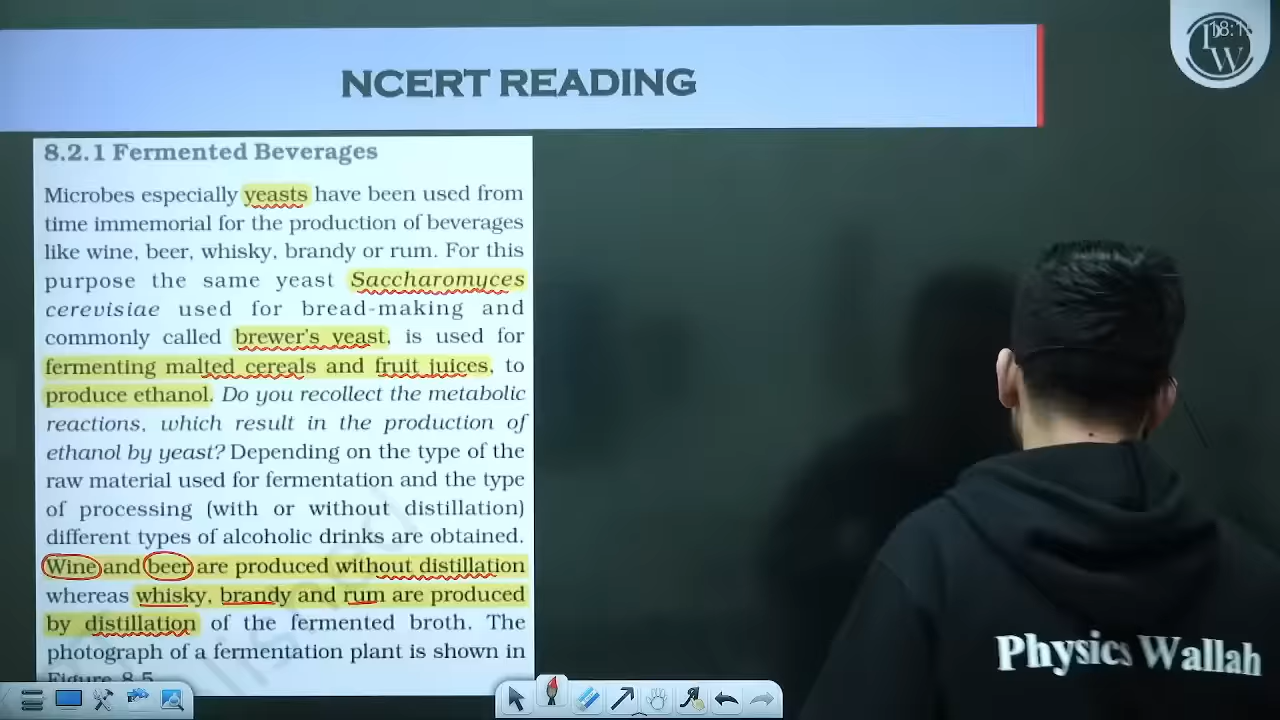 NCERT READING
18:1
8.2.1 Fermented Beverages
Microbes especially yeasts have been used from
time immemorial for the production of beverages
like wine, beer, whisky, brandy or rum. For this
purpose the same yeast Saccharomyces
cerevisiae used for bread-making and
commonly called brewer's yeast, is used for
fermenting malted cereals and fruit juices, to
produce ethanol. Do you recollect the metabolic
reactions, which result in the production of
ethanol by yeast? Depending on the type of the
raw material used for fermentation and the type
of processing (with or without distillation)
different types of alcoholic drinks are obtained.
Wine and beer are produced without distillation
whereas whisky, brandy and rum are produced
by distillation of the fermented broth. The
photograph of a fermentation plant is shown in
Figure 8.5
Physics Wallah